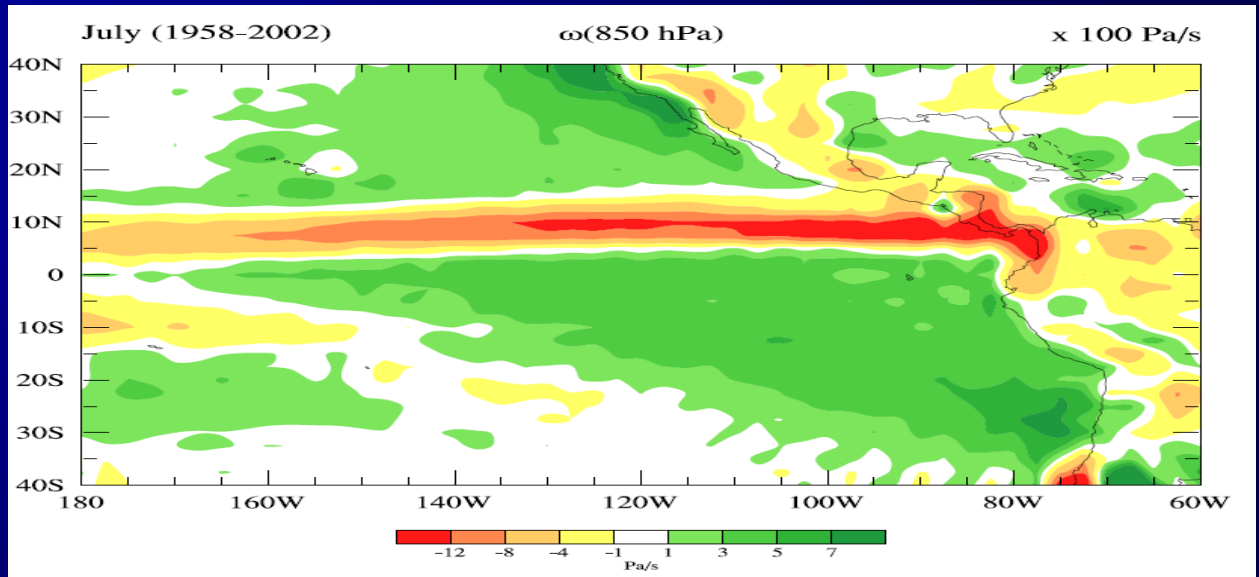 July (1958-2002) ω(850 hPa) x 100 Pa/s
40N
30N
20N
10N
0
10S
20S
30S
40S
180 160W 140W 120W 100W 80W 60W
-12 -8 -4 -1 1 3 5 7
Pa/s